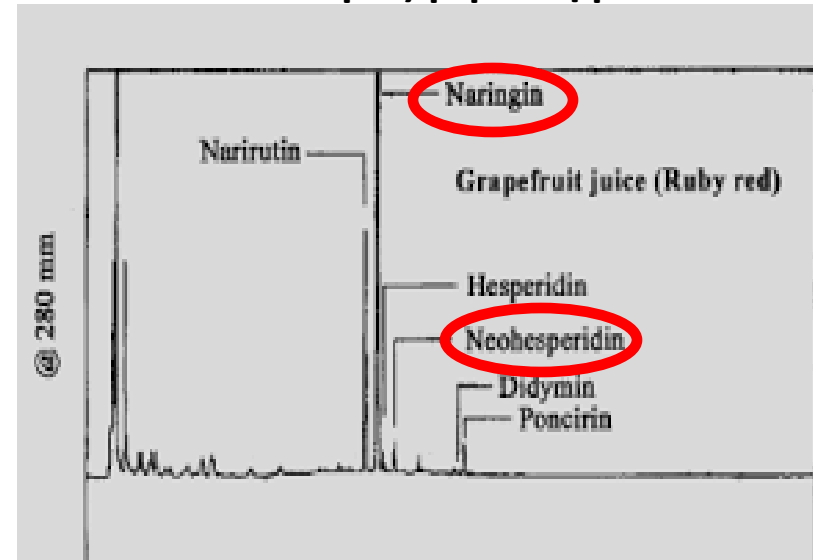 Naringin
Narirutin
Grapefruit juice (Ruby red)
Hesperidin
@ 280 mm
Neohesperidin
Didymin
Poncirin